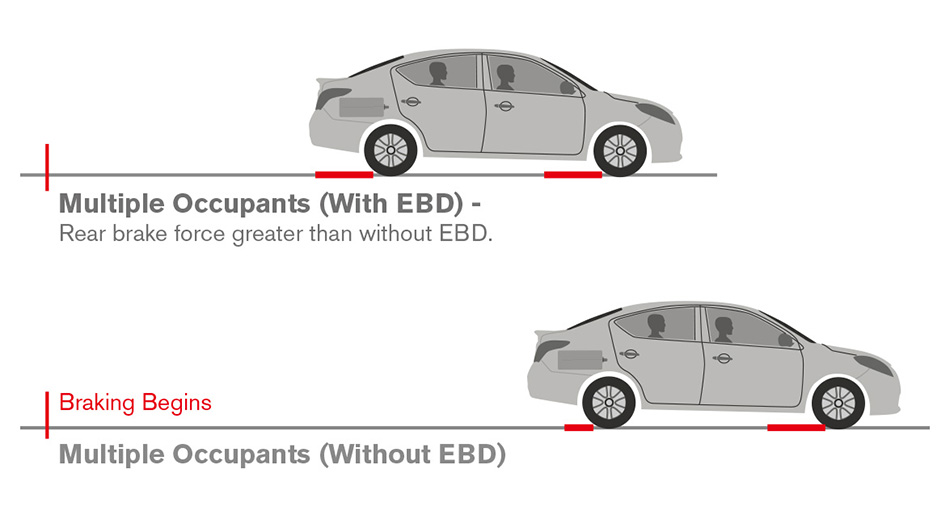 Multiple Occupants (With EBD) -
Rear brake force greater than without EBD.
Braking Begins
Multiple Occupants (Without EBD)